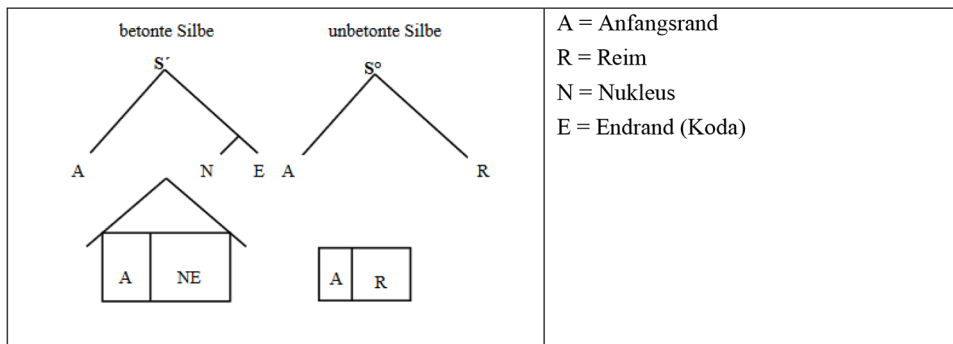 betonte Silbe
unbetonte Silbe
S´
S°
A
N
E
A
R
A
NE
A
R
A = Anfangsrand
R = Reim
N = Nukleus
E = Endrand (Koda)